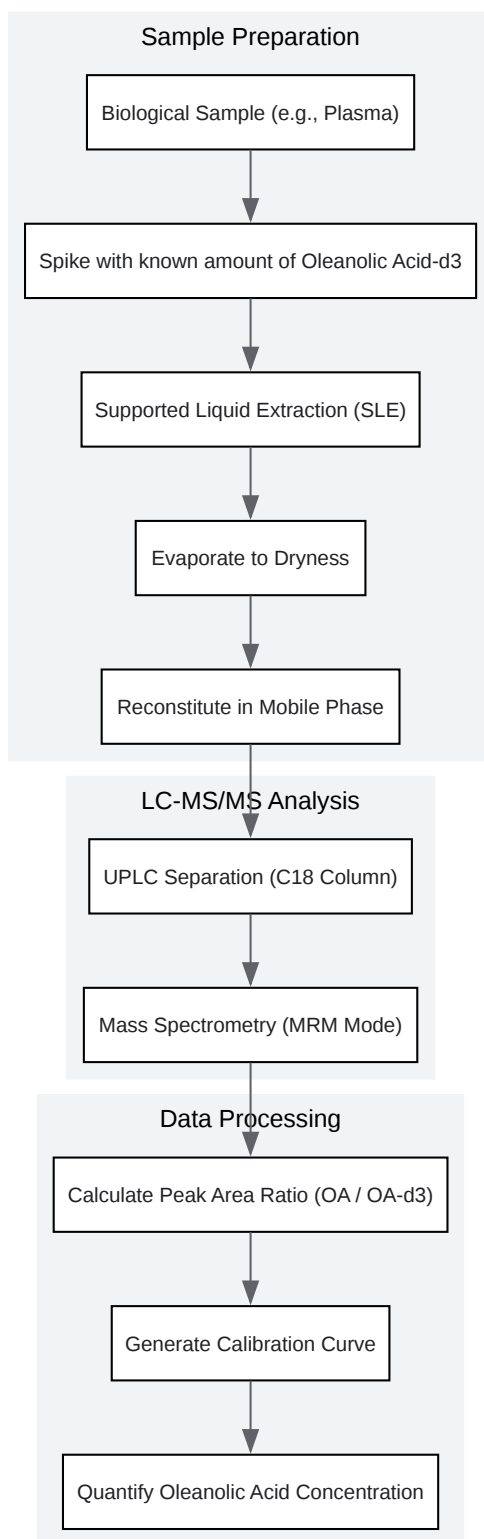 Sample Preparation
Biological Sample (e.g., Plasma)
Spike with known amount of Oleanolic Acid-d3
Supported Liquid Extraction (SLE)
Evaporate to Dryness
Reconstitute in Mobile Phase
LC-MS/MS Analysis
UPLC Separation (C18 Column)
Mass Spectrometry (MRM Mode)
Data Processing
Calculate Peak Area Ratio (OA / OA-d3)
Generate Calibration Curve
Quantify Oleanolic Acid Concentration